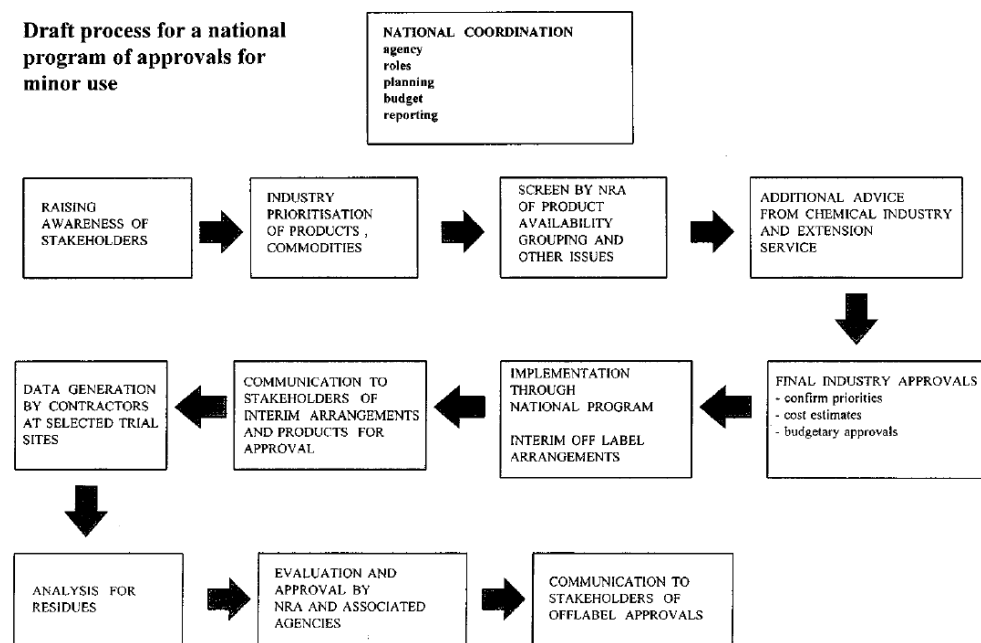 Draft process for a national
program of approvals for
minor use
NATIONAL COORDINATION
agency
roles
planning
budget
reporting
RAISING
AWARENESS OF
STAKEHOLDERS
INDUSTRY
PRIORITISATION
OF PRODUCTS ,
COMMODITIES
SCREEN BY NRA
OF PRODUCT
AVAILABILITY
GROUPING AND
OTHER ISSUES
ADDITIONAL ADVICE
FROM CHEMICAL INDUSTRY
AND EXTENSION
SERVICE
FINAL INDUSTRY APPROVALS
- confirm priorities
- cost estimates
- budgetary approvals
IMPLEMENTATION
THROUGH
NATIONAL PROGRAM
INTERIM OFF LABEL
ARRANGEMENTS
COMMUNICATION TO
STAKEHOLDERS OF
INTERIM ARRANGEMENTS
AND PRODUCTS FOR
APPROVAL
DATA GENERATION
BY CONTRACTORS
AT SELECTED TRIAL
SITES
ANALYSIS FOR
RESIDUES
EVALUATION AND
APPROVAL BY
NRA AND ASSOCIATED
AGENCIES
COMMUNICATION TO
STAKEHOLDERS OF
OFFLABEL APPROVALS